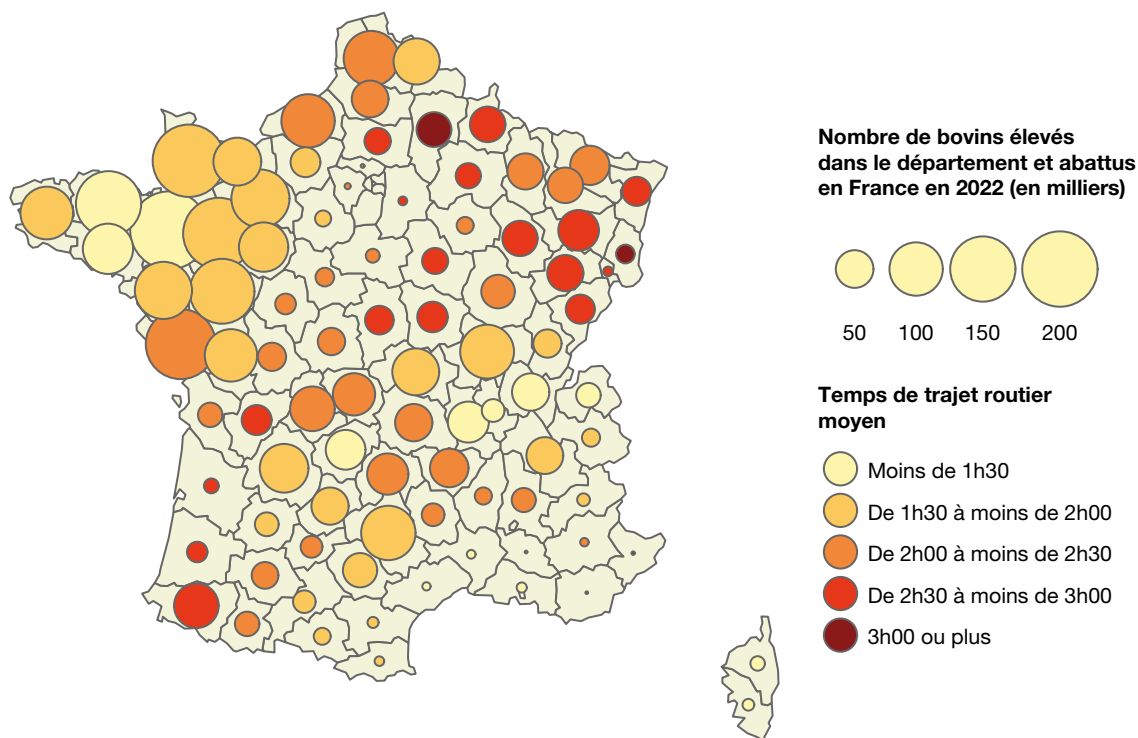 Nombre de bovins élevés
dans le département et abattus
en France en 2022 (en milliers)
50 100 150 200
Temps de trajet routier
moyen
Moins de 1h30
De 1h30 à moins de 2h00
De 2h00 à moins de 2h30
De 2h30 à moins de 3h00
3h00 ou plus